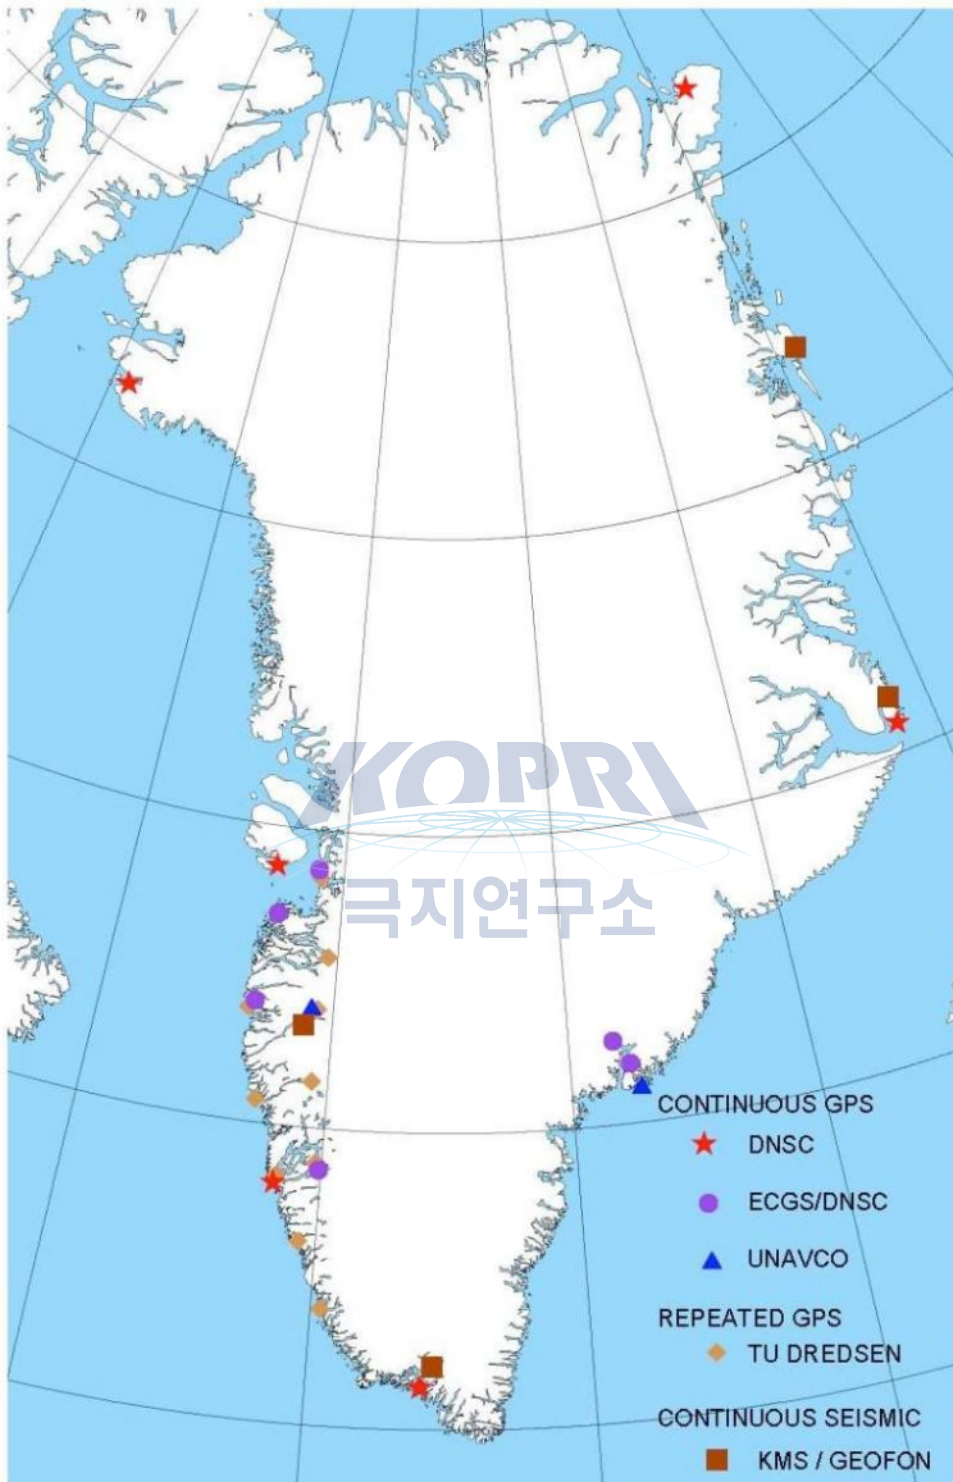 KOPRI
극지연구소
CONTINUOUS GPS
DNSC
ECGS/DNSC
UNAVCO
REPEATED GPS
TU DREDSEN
CONTINUOUS SEISMIC
KMS / GEOFON